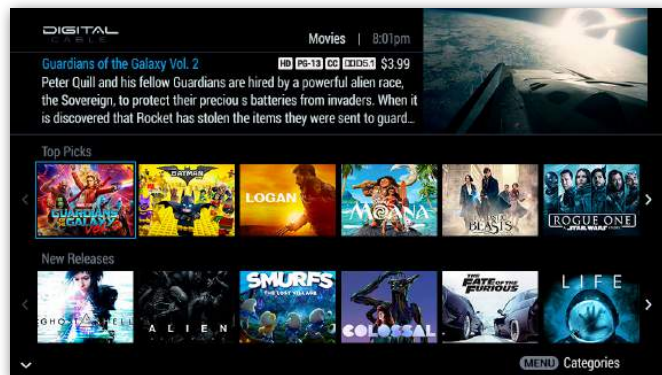 DIGITAL
CABLE
Movies | 8:01pm
Guardians of the Galaxy Vol. 2 HD PG-13 CC DD5.1 $3.99
Peter Quill and his fellow Guardians are hired by a powerful alien race,
the Sovereign, to protect their preciou s batteries from invaders. When it
is discovered that Rocket has stolen the items they were sent to guard...
Top Picks
GUARDIANS
OF THE
GALAXY
VOL. 2
BATMAN
LOGAN
MOANA
BEASTS
ROGUE ONE
A STAR WARS STORY
New Releases
GHOST IN THE SHELL
ALIEN
SMURFS
THE LOST VILLAGE
COLOSSAL
THE
FATE OF THE
FURIOUS
LIFE
MENU Categories